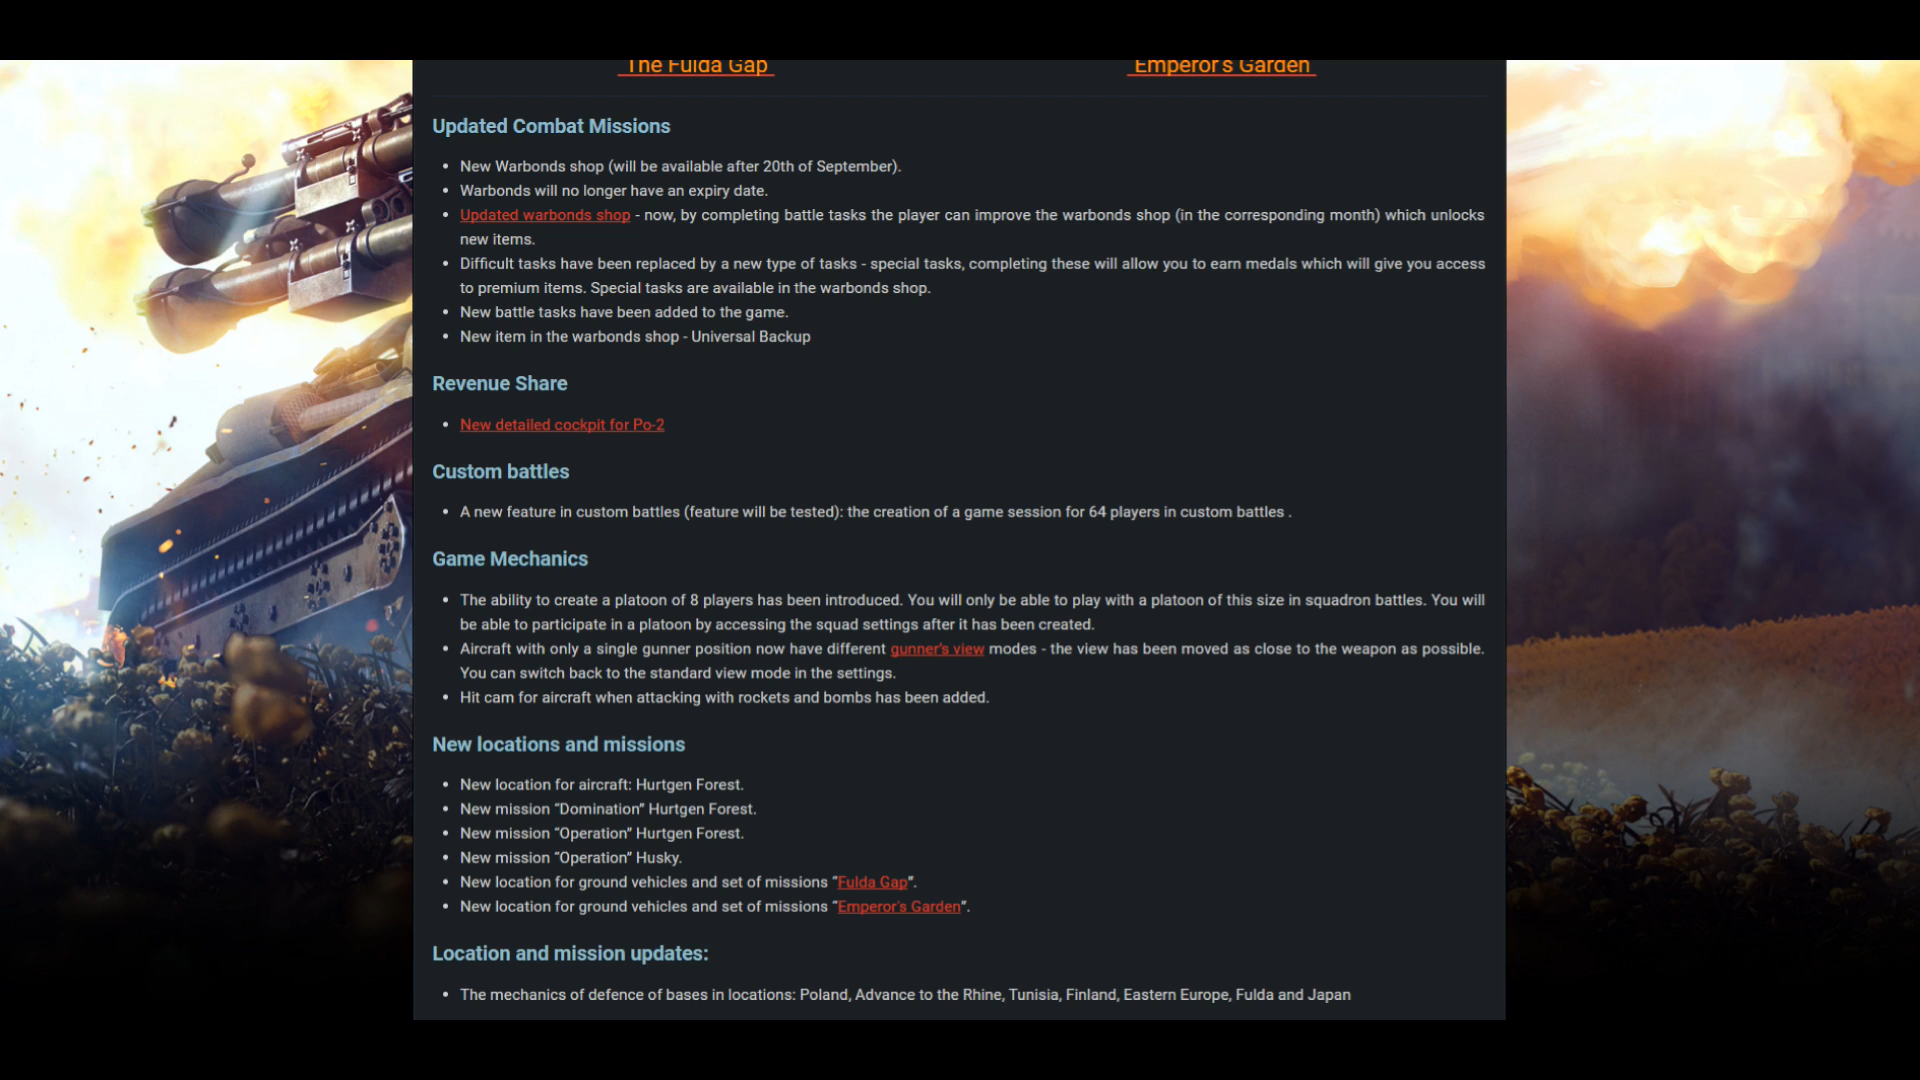 The Fulda Gap
Emperor's Garden
Updated Combat Missions
• New Warbonds shop (will be available after 20th of September).
• Warbonds will no longer have an expiry date.
• Updated warbonds shop - now, by completing battle tasks the player can improve the warbonds shop (in the corresponding month) which unlocks
new items.
• Difficult tasks have been replaced by a new type of tasks - special tasks, completing these will allow you to earn medals which will give you access
to premium items. Special tasks are available in the warbonds shop.
• New battle tasks have been added to the game.
• New item in the warbonds shop - Universal Backup
Revenue Share
• New detailed cockpit for Po-2
Custom battles
• A new feature in custom battles (feature will be tested): the creation of a game session for 64 players in custom battles .
Game Mechanics
• The ability to create a platoon of 8 players has been introduced. You will only be able to play with a platoon of this size in squadron battles. You will
be able to participate in a platoon by accessing the squad settings after it has been created.
• Aircraft with only a single gunner position now have different gunner's view modes - the view has been moved as close to the weapon as possible.
You can switch back to the standard view mode in the settings.
• Hit cam for aircraft when attacking with rockets and bombs has been added.
New locations and missions
• New location for aircraft: Hurtgen Forest.
• New mission “Domination” Hurtgen Forest.
• New mission “Operation” Hurtgen Forest.
• New mission “Operation” Husky.
• New location for ground vehicles and set of missions “Fulda Gap”.
• New location for ground vehicles and set of missions “Emperor's Garden”.
Location and mission updates:
• The mechanics of defence of bases in locations: Poland, Advance to the Rhine, Tunisia, Finland, Eastern Europe, Fulda and Japan